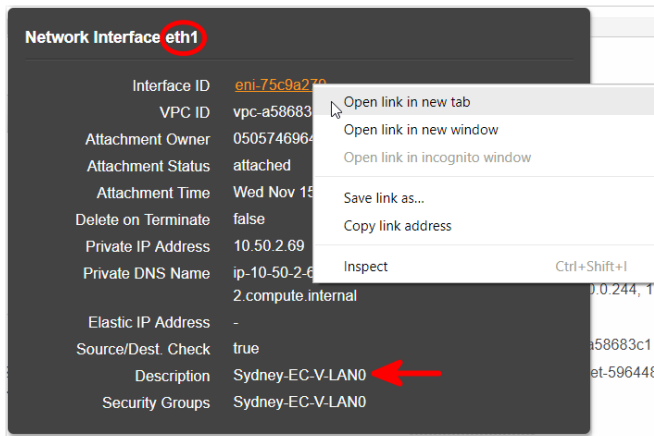 Network Interface eth1
Interface ID eni-75c9a279
VPC ID vpc-a58683
Attachment Owner 0505746964
Attachment Status attached
Attachment Time Wed Nov 15
Delete on Terminate false
Private IP Address 10.50.2.69
Private DNS Name ip-10-50-2-6
2.compute.internal
Elastic IP Address -
Source/Dest. Check true
Description Sydney-EC-V-LAN0
Security Groups Sydney-EC-V-LAN0
Open link in new tab
Open link in new window
Open link in incognito window
Save link as...
Copy link address
Inspect Ctrl+Shift+I
0.0.244, 1
a58683c1
et-596448